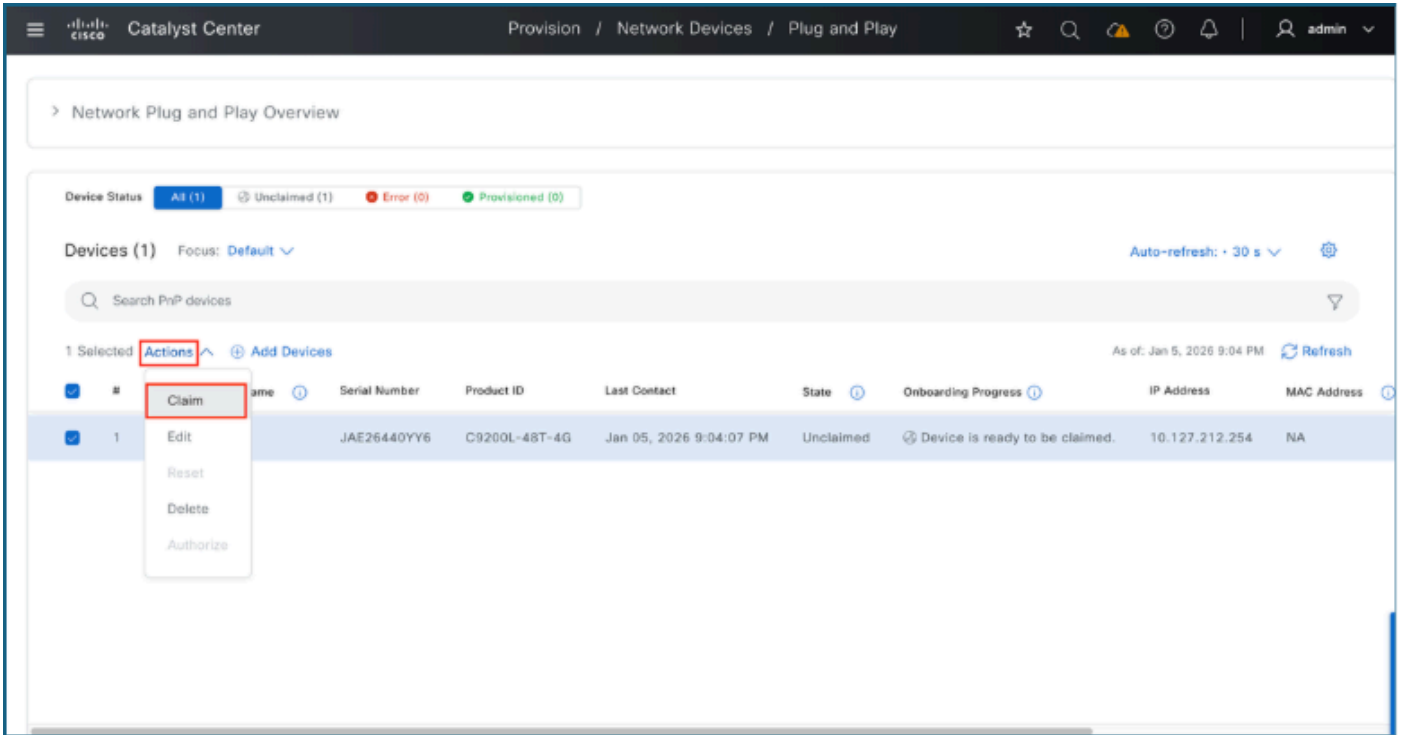 cisco Catalyst Center Provision / Network Devices / Plug and Play admin
> Network Plug and Play Overview
Device Status All (1) Unclaimed (1) Error (0) Provisioned (0)
Devices (1) Focus: Default Auto-refresh: • 30 s
Search PnP devices
1 Selected Actions Add Devices As of: Jan 5, 2026 9:04 PM Refresh
# ame Serial Number Product ID Last Contact State Onboarding Progress IP Address MAC Address
Claim
1 JAE26440YY6 C9200L-48T-4G Jan 05, 2026 9:04:07 PM Unclaimed Device is ready to be claimed. 10.127.212.254 NA
Edit
Reset
Delete
Authorize